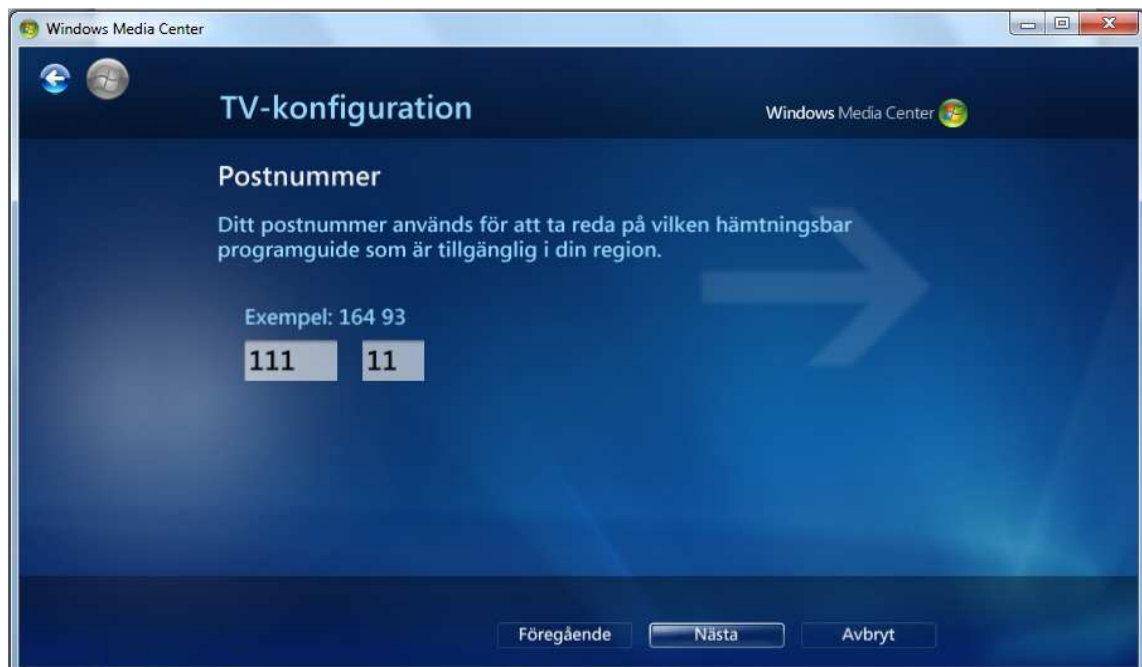 Windows Media Center
TV-konfiguration
Windows Media Center
Postnummer
Ditt postnummer används för att ta reda på vilken hämtningsbar
programguide som är tillgänglig i din region.
Exempel: 164 93
111 11
Föregående Nästa Avbryt